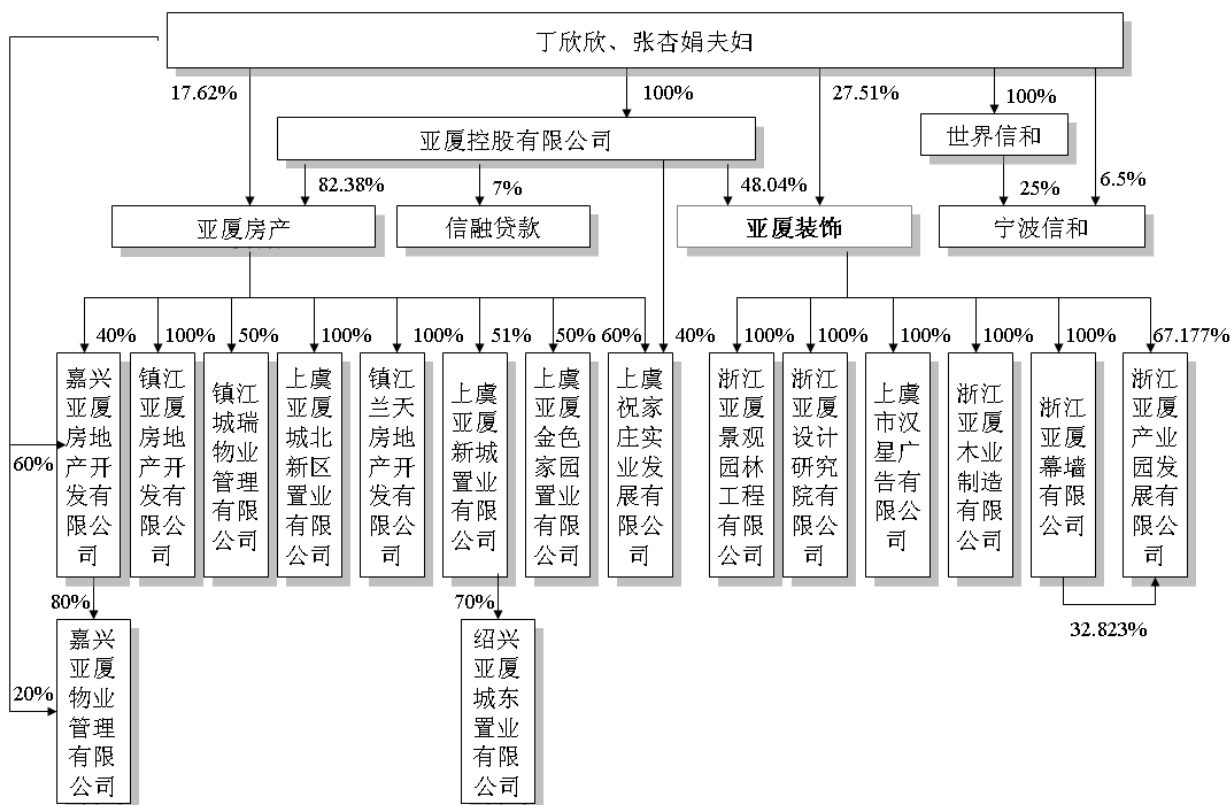 丁欣欣、张杏娟夫妇
17.62%
100%
27.51%
100%
亚厦控股有限公司
世界信和
82.38%
7%
48.04%
25%
6.5%
亚厦房产
信融贷款
亚厦装饰
宁波信和
40%
100%
50%
100%
100%
51%
50%
60%
40%
100%
100%
100%
100%
100%
67.177%
嘉兴
亚厦
房地
产开
发有
限公
司
镇江
亚厦
房地
产开
发有
限公
司
镇江
城瑞
物业
管理
有限
公司
上虞
亚厦
城北
新区
置业
有限
公司
镇江
兰天
房地
产开
发有
限公
司
上虞
亚厦
新城
置业
有限
公司
上虞
亚厦
金色
家园
置业
有限
公司
上虞
祝家
庄实
业发
展有
限公
司
浙江
亚厦
景观
园林
工程
有限
公司
浙江
亚厦
设计
研究
院有
限公
司
上虞
市汉
星广
告有
限公
司
浙江
亚厦
木业
制造
有限
公司
浙江
亚厦
幕墙
有限
公司
浙江
亚厦
产业
园发
展有
限公
司
60%
80%
70%
32.823%
20%
嘉兴
亚厦
物业
管理
有限
公司
绍兴
亚厦
城东
置业
有限
公司